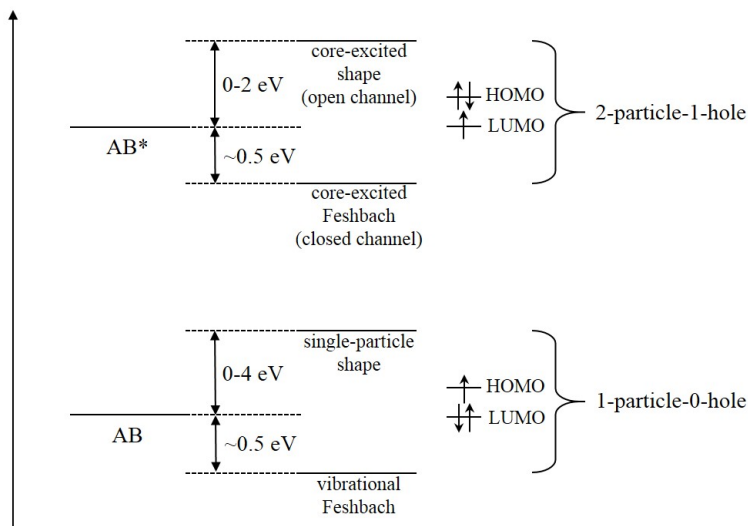 core-excited
shape
(open channel)
0-2 eV
HOMO
LUMO
2-particle-1-hole
AB*
~0.5 eV
core-excited
Feshbach
(closed channel)
single-particle
shape
0-4 eV
HOMO
LUMO
1-particle-0-hole
AB
~0.5 eV
vibrational
Feshbach